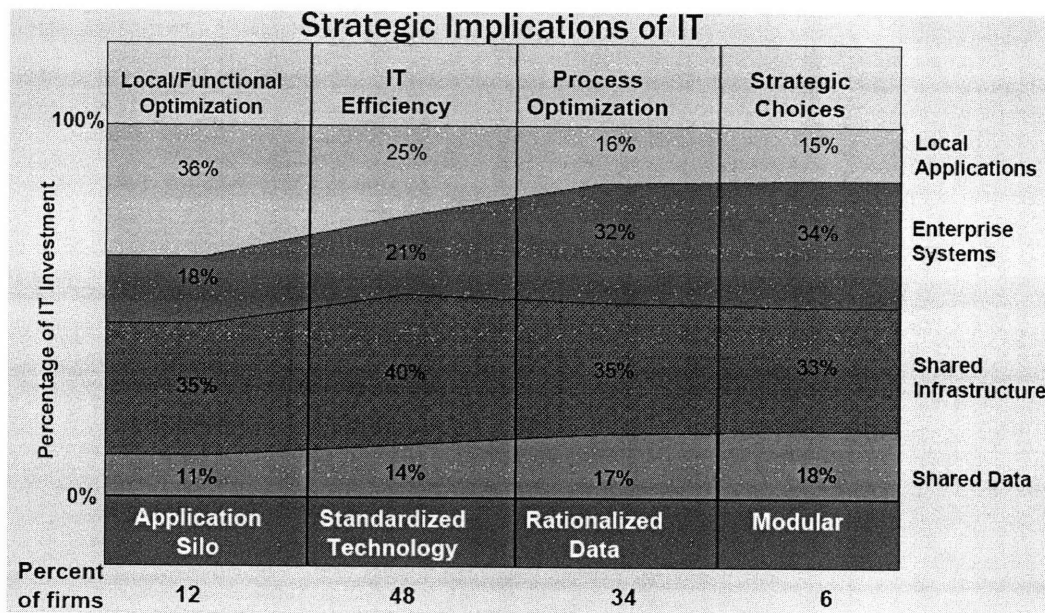 Strategic Implications of IT
Local/Functional
Optimization
IT
Efficiency
Process
Optimization
Strategic
Choices
100%
36%
25%
16%
15%
Local
Applications
18%
21%
32%
34%
Enterprise
Systems
Percentage of IT Investment
35%
40%
35%
33%
Shared
Infrastructure
11%
14%
17%
18%
Shared Data
0%
Application
Silo
Standardized
Technology
Rationalized
Data
Modular
Percent
of firms
12
48
34
6